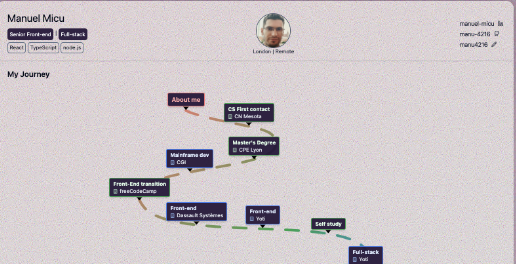 Manuel Micu
Senior Front-end / Full-stack
React TypeScript node.js
London | Remote
manuel-micu
manu-4216
manu4216
My Journey
About me
CS First contact
CN Mesota
Master's Degree
CPE Lyon
Mainframe dev
CGI
Front-End transition
freeCodeCamp
Front-end
Dassault Systèmes
Front-end
Yoti
Self study
Full-stack
Yoti